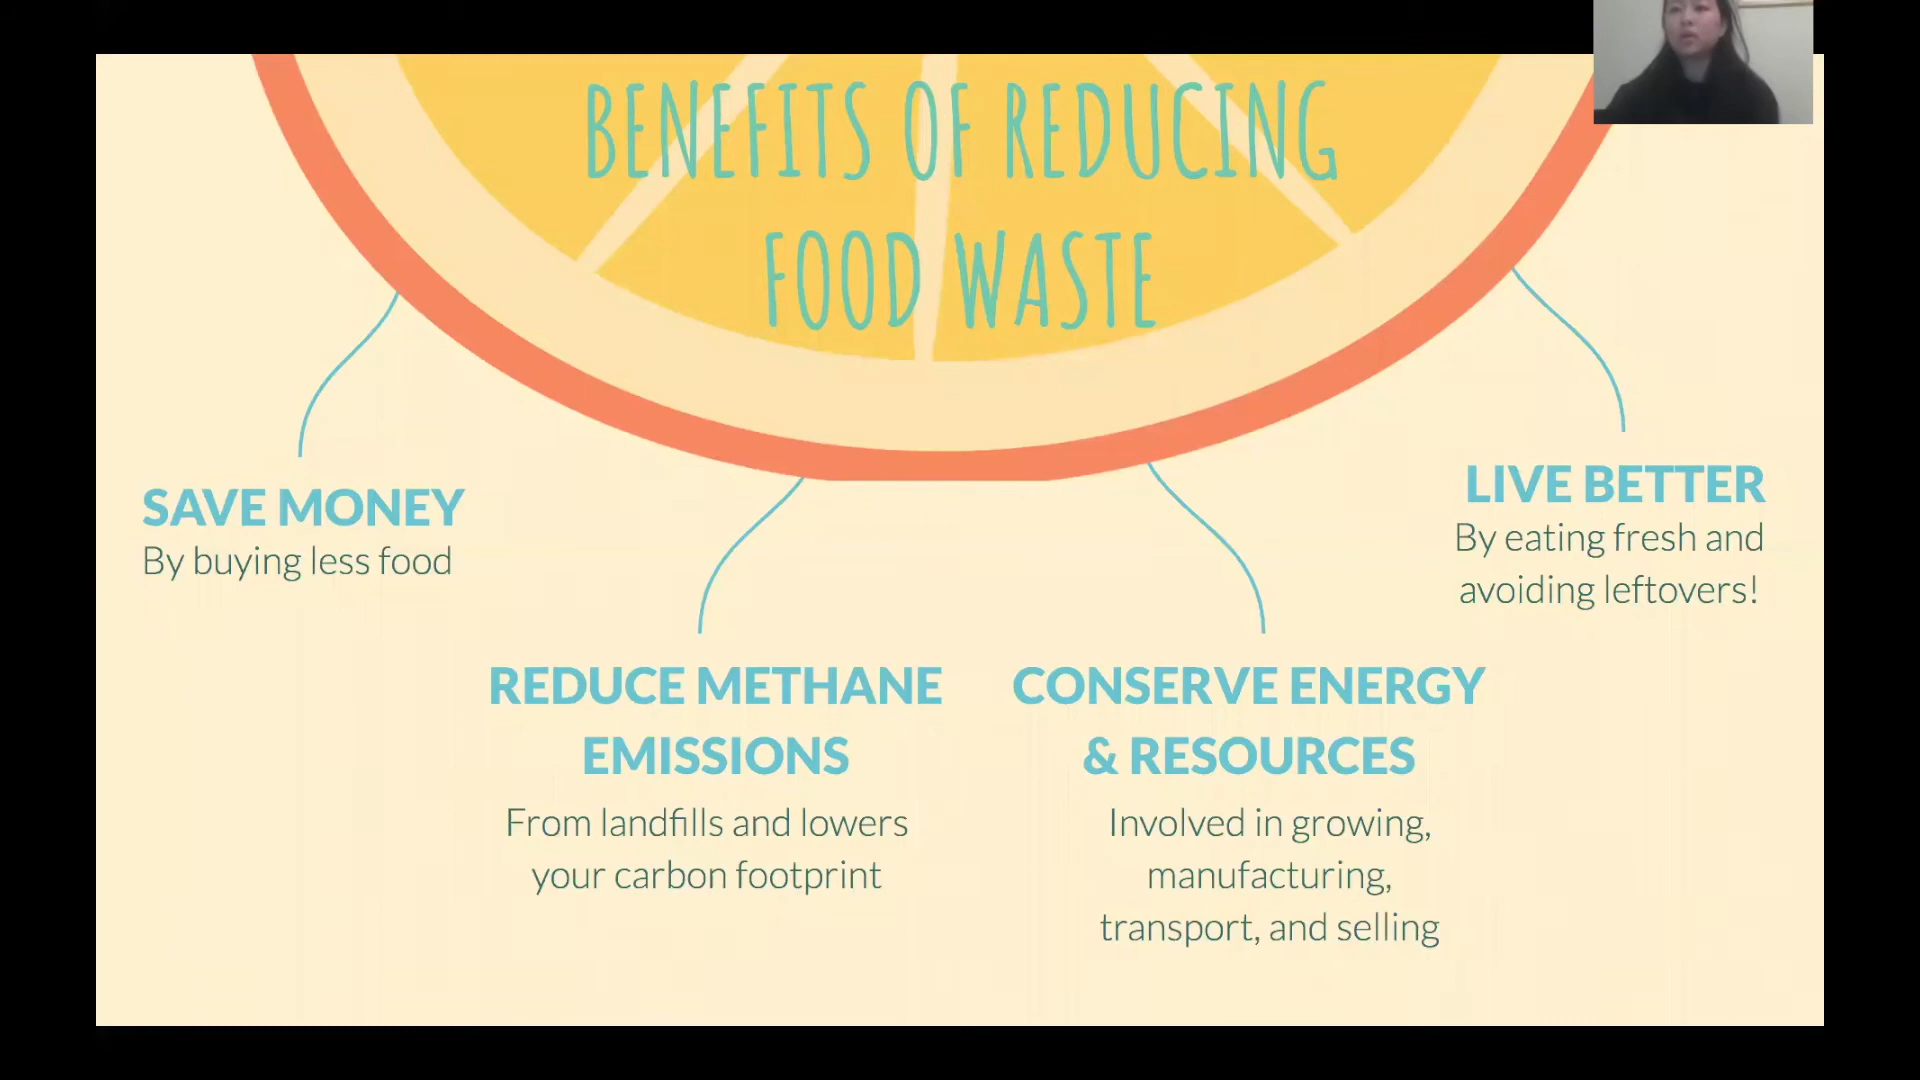 BENEFITS OF REDUCING
FOOD WASTE
SAVE MONEY
By buying less food
REDUCE METHANE
EMISSIONS
From landfills and lowers
your carbon footprint
CONSERVE ENERGY
& RESOURCES
Involved in growing,
manufacturing,
transport, and selling
LIVE BETTER
By eating fresh and
avoiding leftovers!